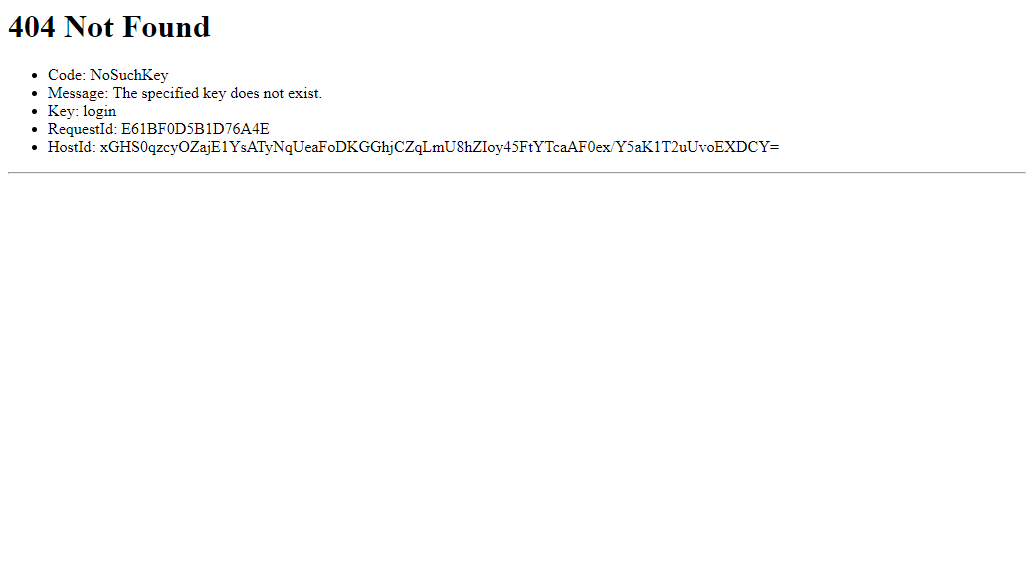 404 Not Found
Code: NoSuchKey
Message: The specified key does not exist.
Key: login
RequestId: E61BF0D5B1D76A4E
HostId: xGHS0qzcyOZajE1YsATyNqUeaFoDKGGhjCZqLmU8hZIoy45FtYTcaAF0ex/Y5aK1T2uUvoEXDCY=